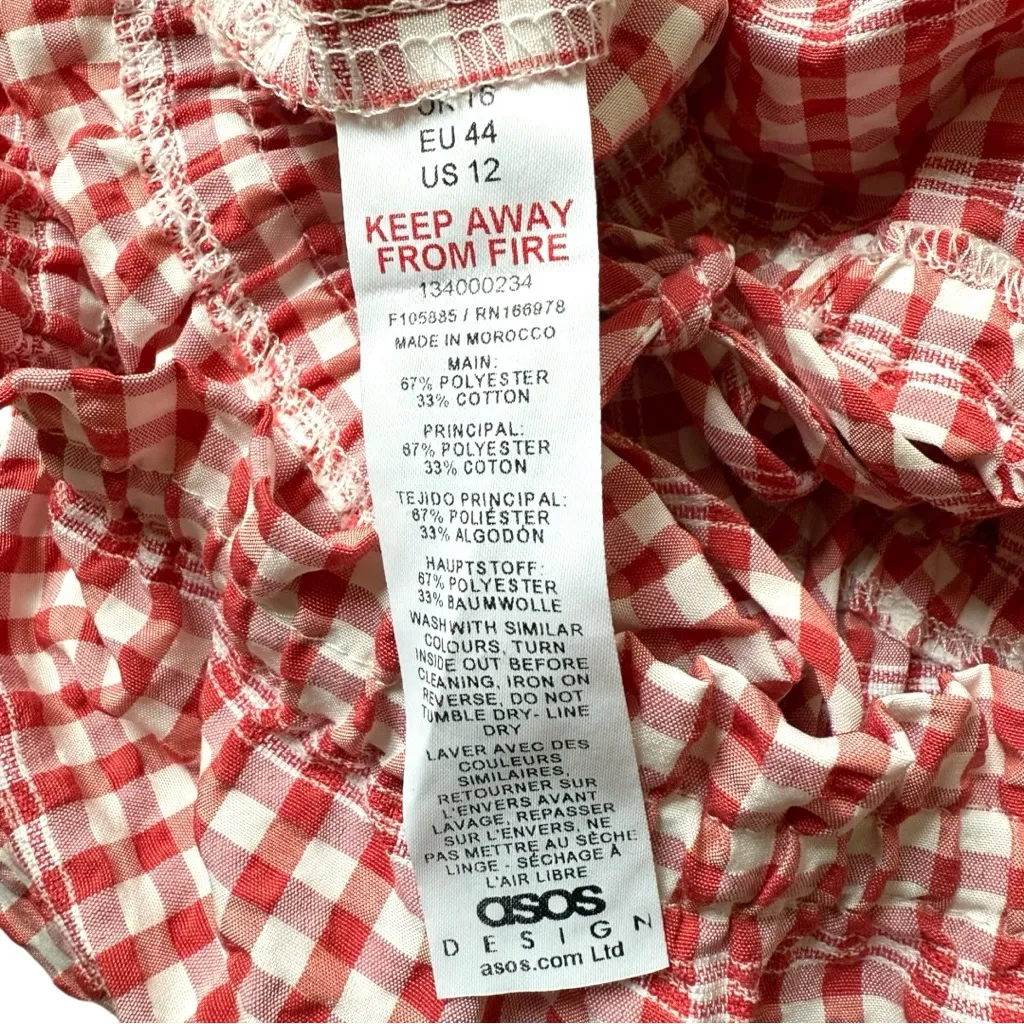 UK 16
EU 44
US 12
KEEP AWAY
FROM FIRE
134000234
F105885 / RN166978
MADE IN MOROCCO
MAIN:
67% POLYESTER
33% COTTON
PRINCIPAL:
67% POLYESTER
33% COTON
TEJIDO PRINCIPAL:
67% POLIÉSTER
33% ALGODÓN
HAUPTSTOFF:
67% POLYESTER
33% BAUMWOLLE
WASH WITH SIMILAR
COLOURS, TURN
INSIDE OUT BEFORE
CLEANING, IRON ON
REVERSE, DO NOT
TUMBLE DRY- LINE
DRY
LAVER AVEC DES
COULEURS
SIMILAIRES,
RETOURNER SUR
L'ENVERS AVANT
LAVAGE, REPASSER
SUR L'ENVERS, NE
PAS METTRE AU SÈCHE
LINGE - SÉCHAGE À
L'AIR LIBRE
asos
DESIGN
asos.com Ltd